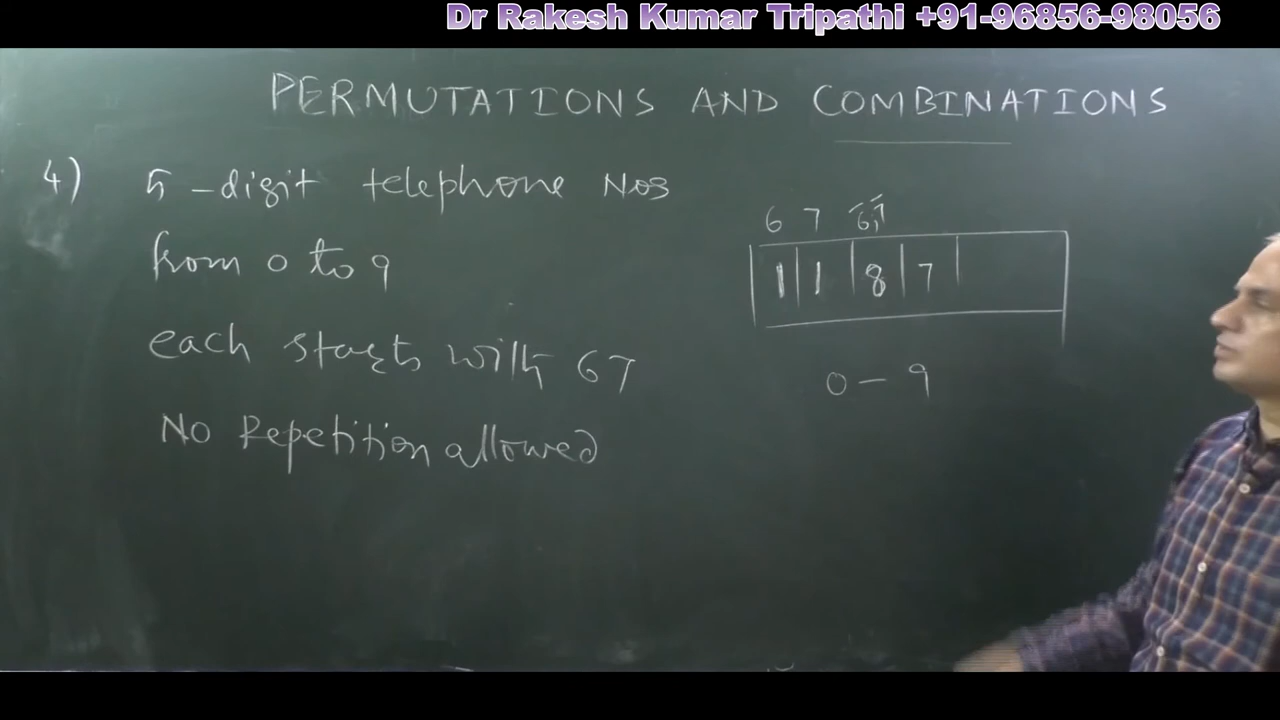 Dr Rakesh Kumar Tripathi +91-96856-98056
PERMUTATIONS AND COMBINATIONS
4) 5-digit telephone Nos
from 0 to 9
each starts with 67
No Repetition allowed
6 7 6,7
1 1 8 7
0 - 9